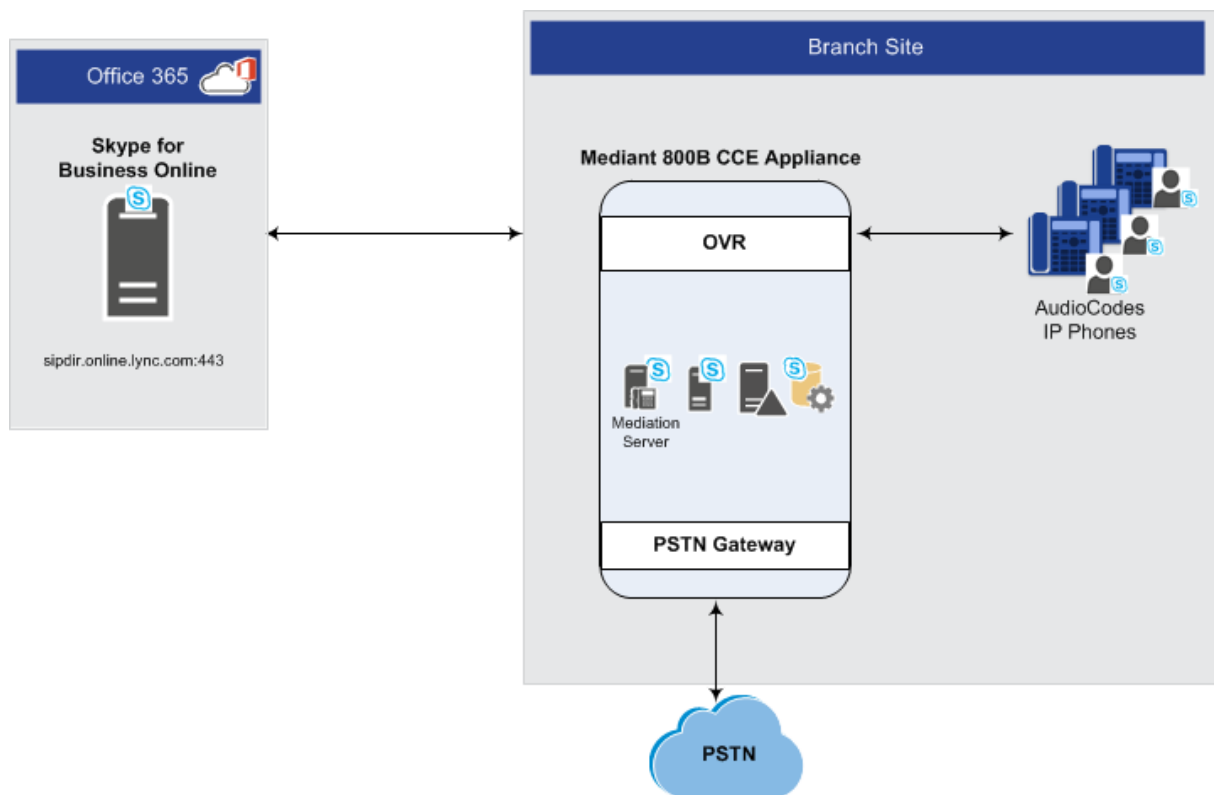 Office 365
Skype for
Business Online
sipdir.online.lync.com:443
Branch Site
Mediant 800B CCE Appliance
OVR
Mediation
Server
PSTN Gateway
AudioCodes
IP Phones
PSTN